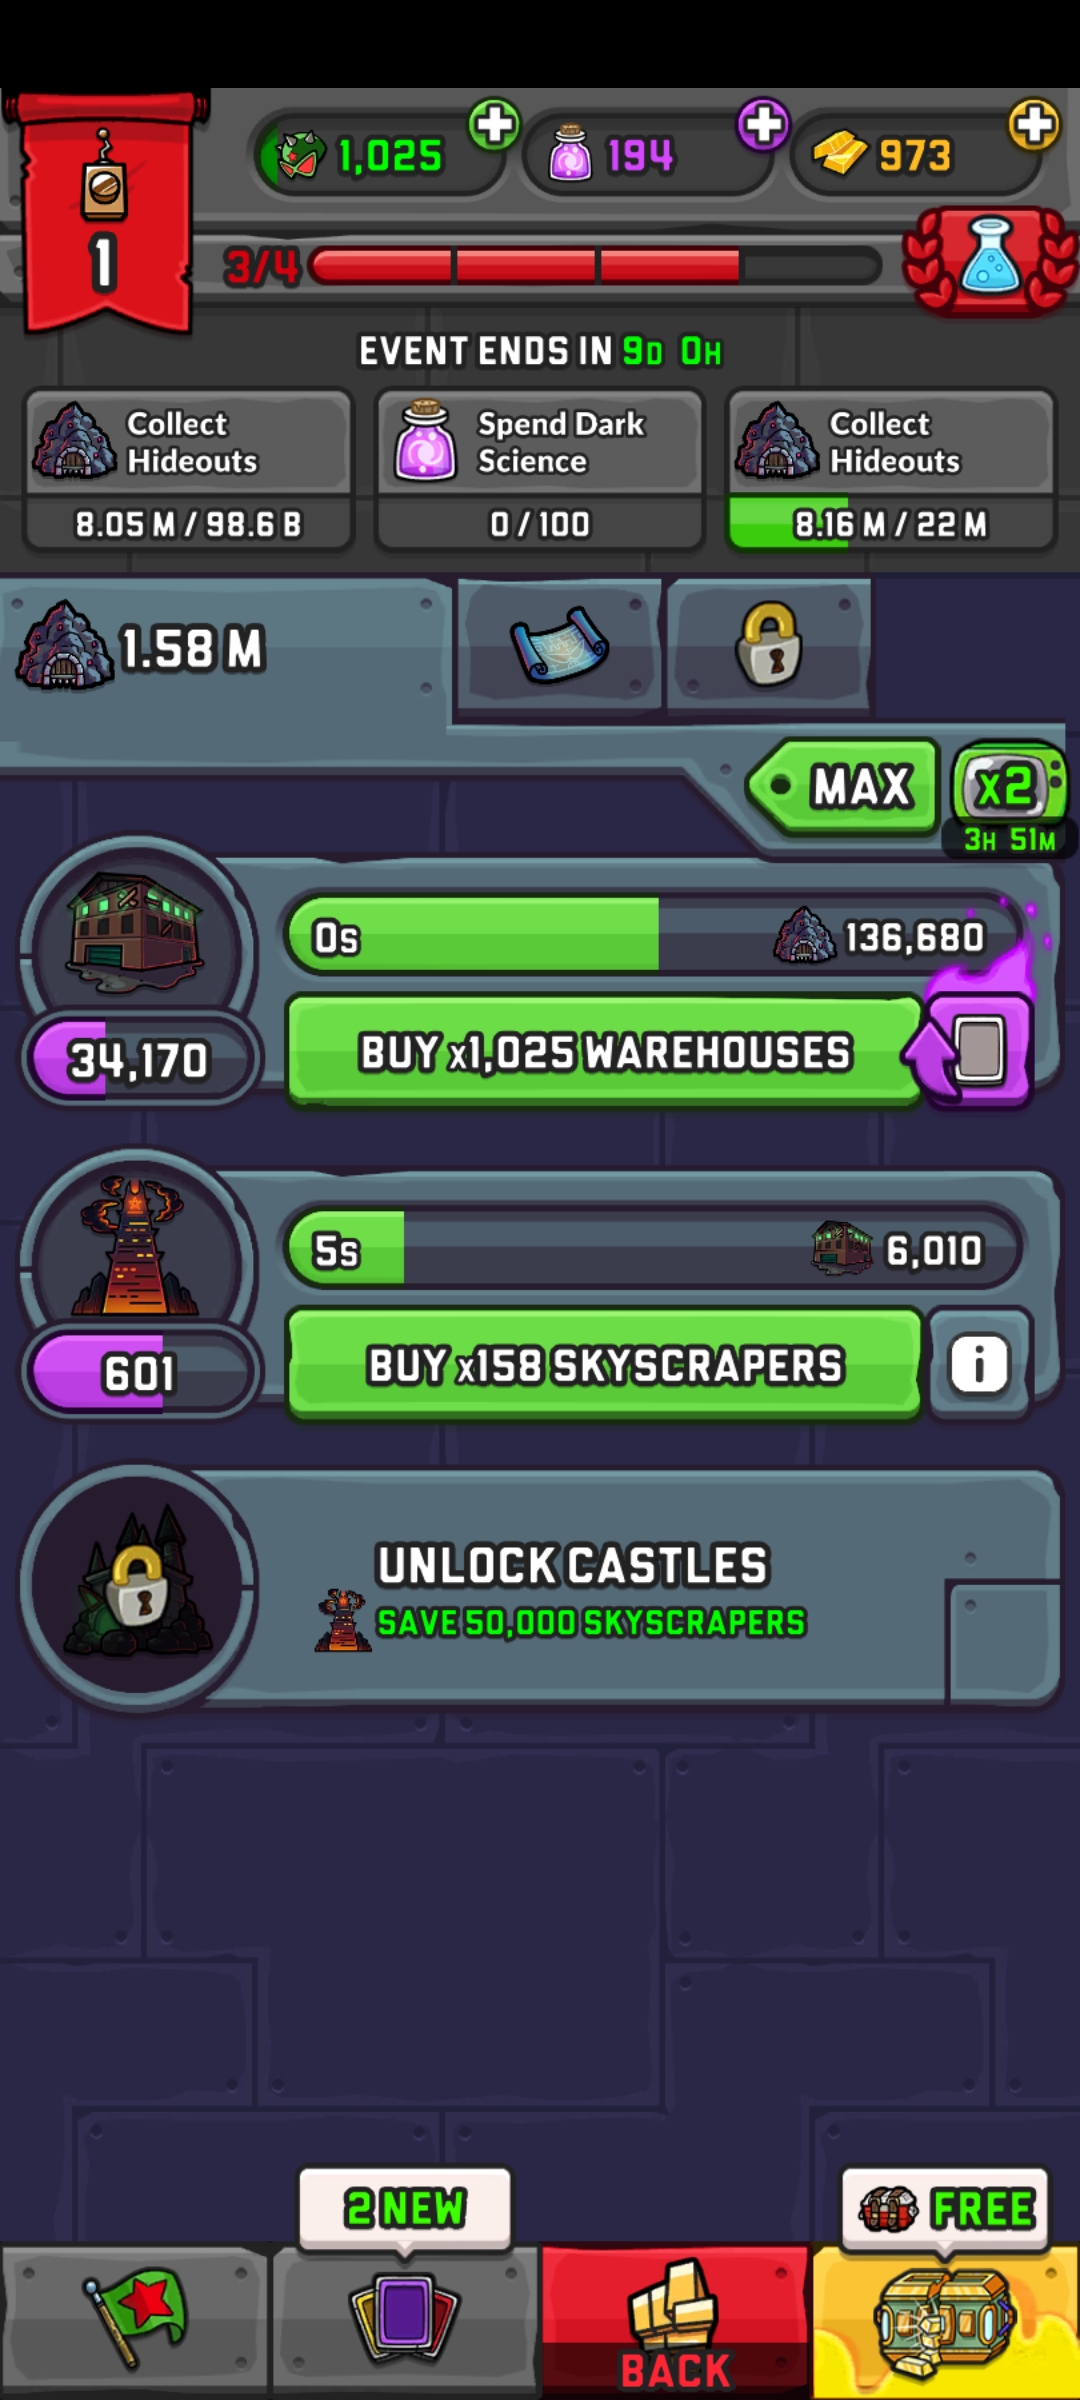 1,025
194
973
1
3/4
EVENT ENDS IN 9D 0H
Collect
Hideouts
8.05 M / 98.6 B
Spend Dark
Science
0 / 100
Collect
Hideouts
8.16 M / 22 M
1.58 M
MAX
x2
3H 51M
0s
136,680
34,170
BUY x1,025 WAREHOUSES
5s
6,010
601
BUY x158 SKYSCRAPERS
i
UNLOCK CASTLES
SAVE 50,000 SKYSCRAPERS
2 NEW
FREE
BACK